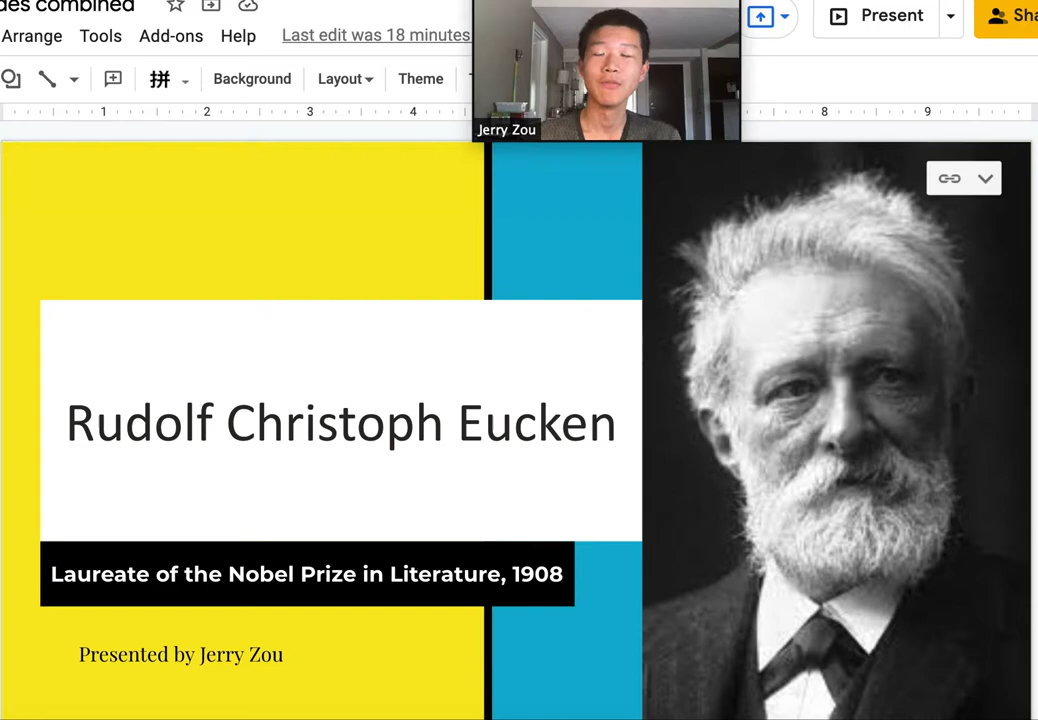 des combined
Arrange Tools Add-ons Help Last edit was 18 minutes
Present
Sha
拼 Background Layout Theme
1 2 3 4 8 9
Jerry Zou
Rudolf Christoph Eucken
Laureate of the Nobel Prize in Literature, 1908
Presented by Jerry Zou